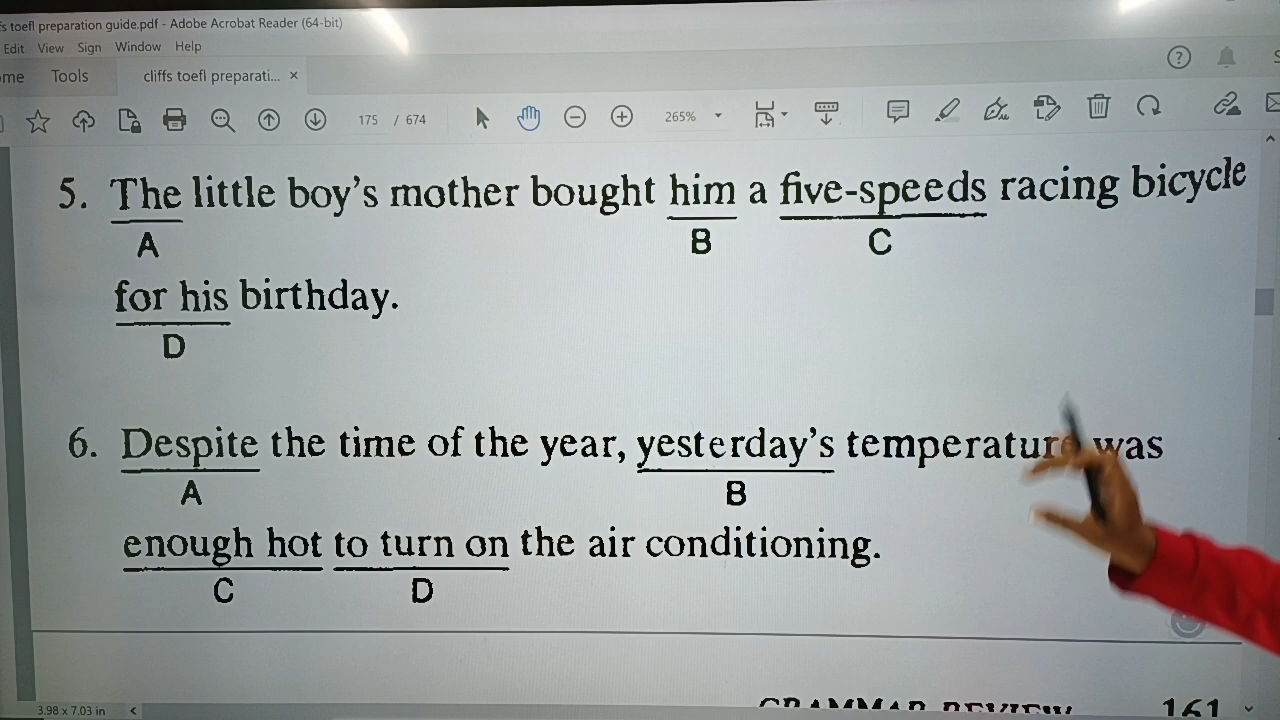 fs toefl preparation guide.pdf - Adobe Acrobat Reader (64-bit)
Edit View Sign Window Help
me Tools cliffs toefl preparati... ×
175 / 674 265%
5. The little boy's mother bought him a five-speeds racing bicycle
A B C
for his birthday.
D
6. Despite the time of the year, yesterday's temperature was
A B
enough hot to turn on the air conditioning.
C D
GRAMMAR REVIEW 161
3.98 x 7.03 in